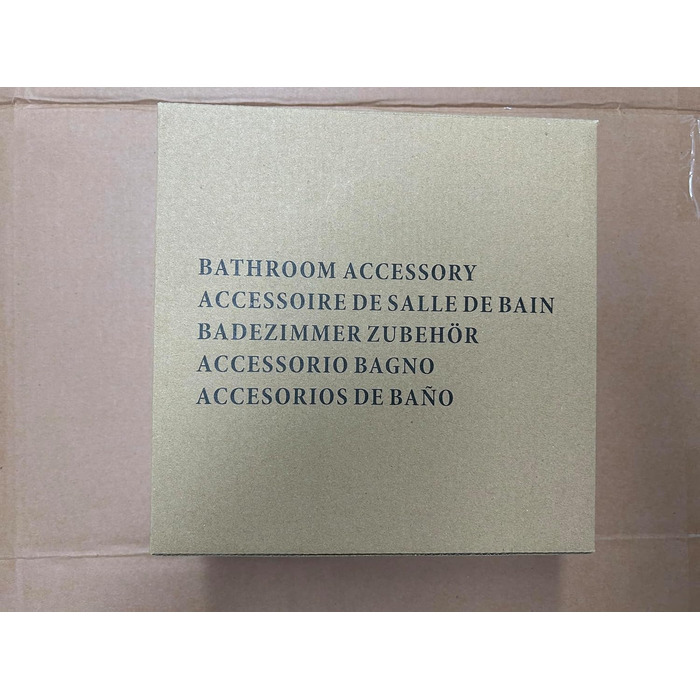 BATHROOM ACCESSORY
ACCESSOIRE DE SALLE DE BAIN
BADEZIMMER ZUBEHÖR
ACCESSORIO BAGNO
ACCESORIOS DE BAÑO